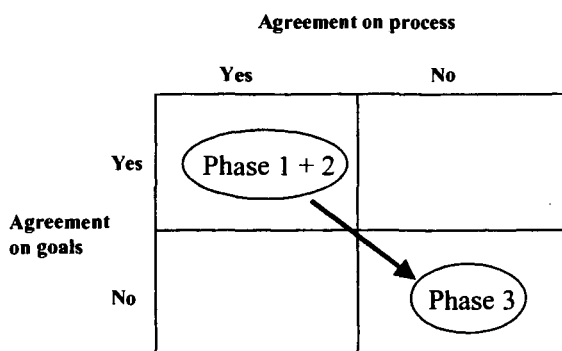 Agreement on process
Yes No
Yes
Phase 1 + 2
Agreement
on goals
No
Phase 3